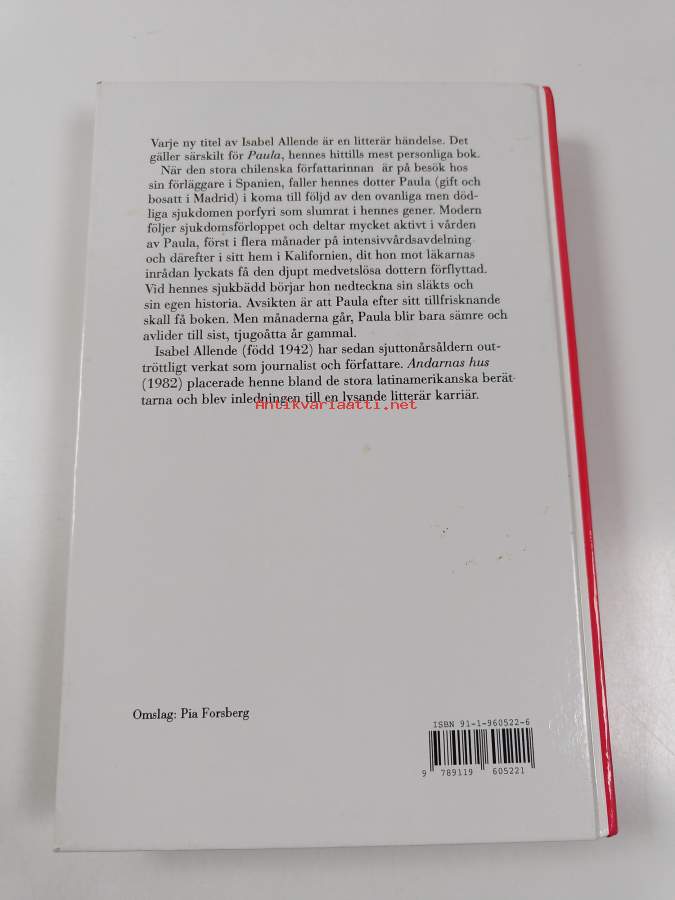 Varje ny titel av Isabel Allende är en litterär händelse. Det
gäller särskilt för Paula, hennes hittills mest personliga bok.
När den stora chilenska författarinnan är på besök hos
sin förläggare i Spanien, faller hennes dotter Paula (gift och
bosatt i Madrid) i koma till följd av den ovanliga men död-
liga sjukdomen porfyri som slumrat i hennes gener. Modern
följer sjukdomsförloppet och deltar mycket aktivt i vården
av Paula, först i flera månader på intensivvårdsavdelning
och därefter i sitt hem i Kalifornien, dit hon mot läkarnas
inrådan lyckats få den djupt medvetslösa dottern förflyttad.
Vid hennes sjukbädd börjar hon nedteckna sin släkts och
sin egen historia. Avsikten är att Paula efter sitt tillfrisknande
skall få boken. Men månaderna går, Paula blir bara sämre och
avlider till sist, tjugoåtta år gammal.
Isabel Allende (född 1942) har sedan sjuttonårsåldern out-
tröttligt verkat som journalist och författare. Andarnas hus
(1982) placerade henne bland de stora latinamerikanska berät-
tarna och blev inledningen till en lysande litterär karriär.
Antikvariaatti.net
Omslag: Pia Forsberg
ISBN 91-1-960522-6
9 789119 605221